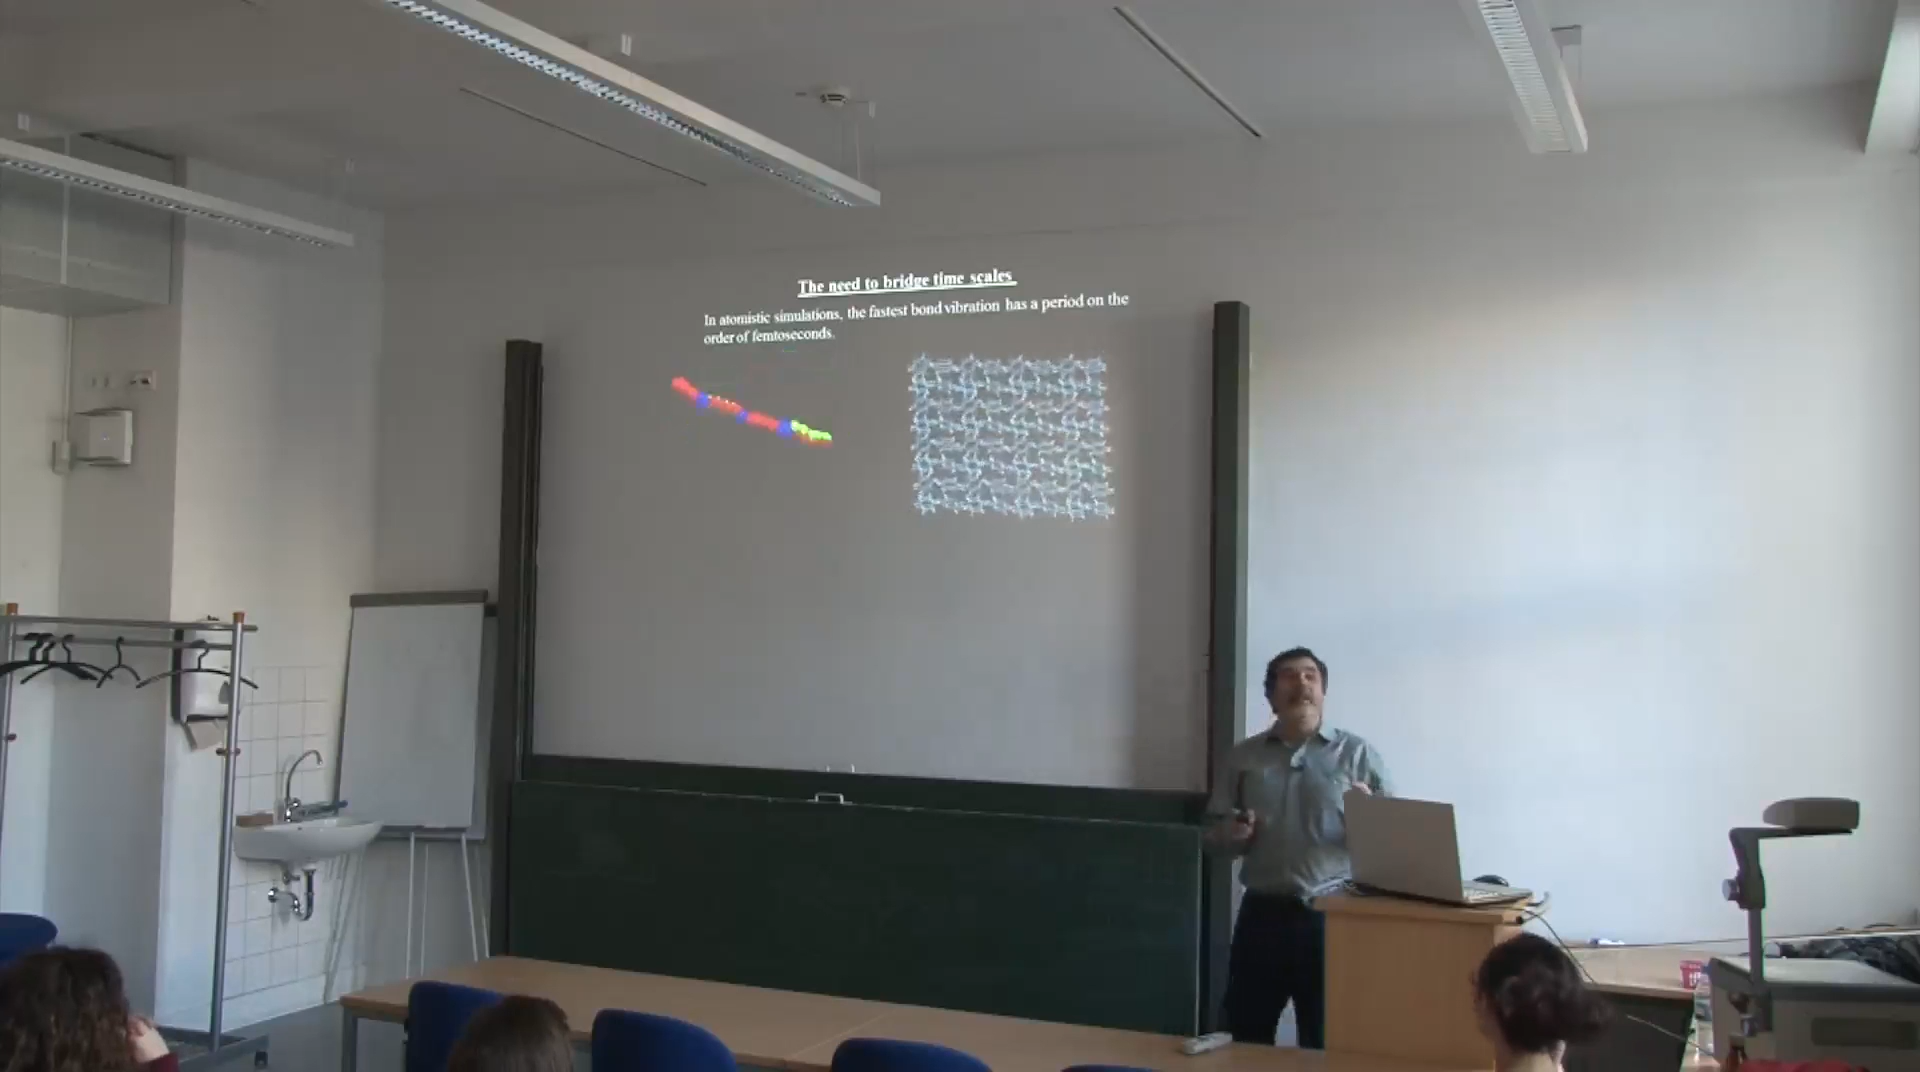 The need to bridge time scales
In atomistic simulations, the fastest bond vibration has a period on the
order of femtoseconds.